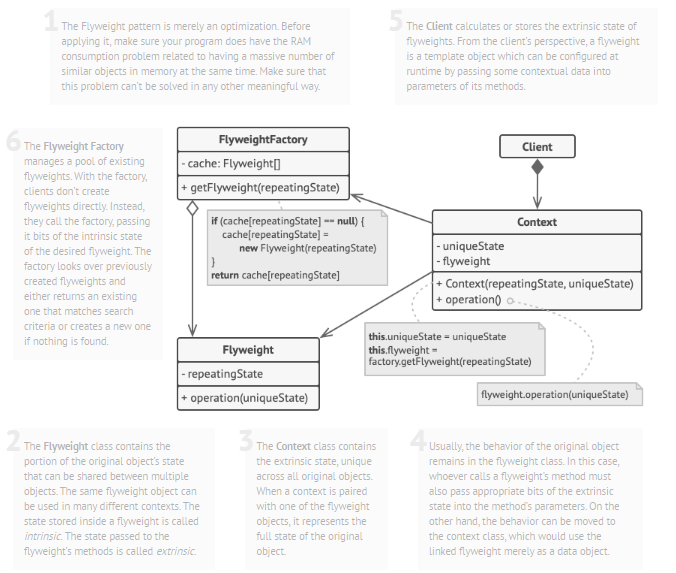 1
The Flyweight pattern is merely an optimization. Before
applying it, make sure your program does have the RAM
consumption problem related to having a massive number of
similar objects in memory at the same time. Make sure that
this problem can't be solved in any other meaningful way.
5
The Client calculates or stores the extrinsic state of
flyweights. From the client's perspective, a flyweight
is a template object which can be configured at
runtime by passing some contextual data into
parameters of its methods.
6
The Flyweight Factory
manages a pool of existing
flyweights. With the factory,
clients don't create
flyweights directly. Instead,
they call the factory, passing
it bits of the intrinsic state
of the desired flyweight. The
factory looks over previously
created flyweights and
either returns an existing
one that matches search
criteria or creates a new one
if nothing is found.
FlyweightFactory
- cache: Flyweight[]
+ getFlyweight(repeatingState)
if (cache[repeatingState] == null) {
cache[repeatingState] =
new Flyweight(repeatingState)
}
return cache[repeatingState]
Client
Context
- uniqueState
- flyweight
+ Context(repeatingState, uniqueState)
+ operation()
this.uniqueState = uniqueState
this.flyweight =
factory.getFlyweight(repeatingState)
flyweight.operation(uniqueState)
Flyweight
- repeatingState
+ operation(uniqueState)
2
The Flyweight class contains the
portion of the original object's state
that can be shared between multiple
objects. The same flyweight object can
be used in many different contexts. The
state stored inside a flyweight is called
intrinsic. The state passed to the
flyweight's methods is called extrinsic.
3
The Context class contains
the extrinsic state, unique
across all original objects.
When a context is paired
with one of the flyweight
objects, it represents the
full state of the original
object.
4
Usually, the behavior of the original object
remains in the flyweight class. In this case,
whoever calls a flyweight's method must
also pass appropriate bits of the extrinsic
state into the method's parameters. On the
other hand, the behavior can be moved to
the context class, which would use the
linked flyweight merely as a data object.